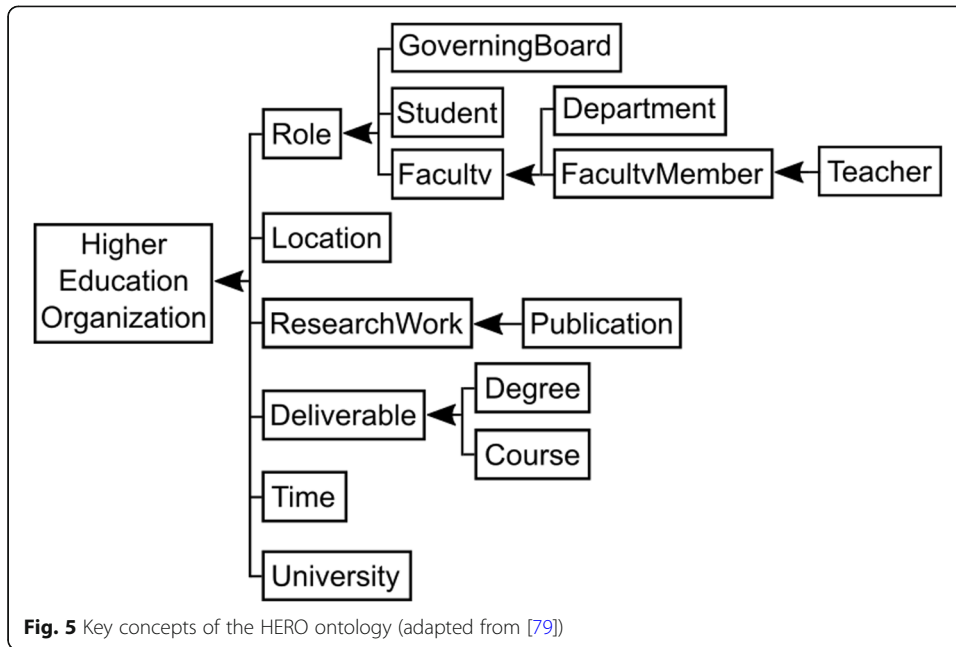 GoverningBoard
Student
Role
Department
Facultv
FacultvMember
Teacher
Location
Higher
Education
Organization
ResearchWork
Publication
Degree
Deliverable
Course
Time
University
Fig. 5 Key concepts of the HERO ontology (adapted from [79])